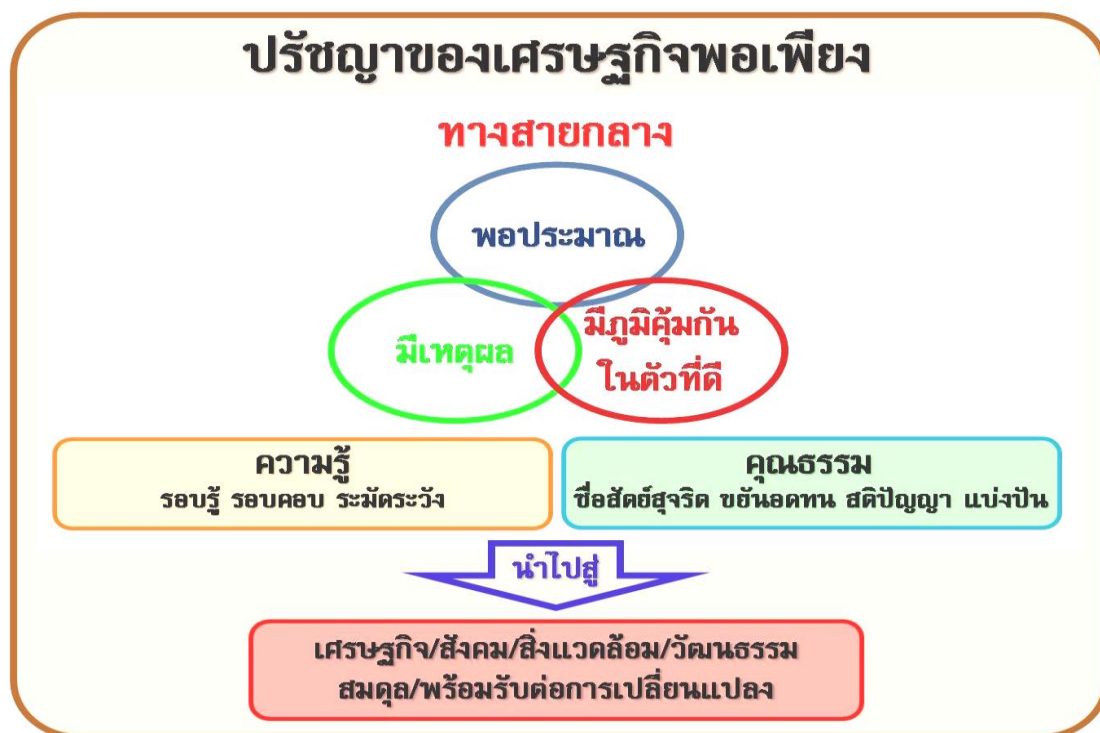 ปรัชญาของเศรษฐกิจพอเพียง
ทางสายกลาง
พอประมาณ
มีเหตุผล
มีภูมิคุ้มกัน
ในตัวที่ดี
ความรู้
รอบรู้ รอบคอบ ระมัดระวัง
คุณธรรม
ซื่อสัตย์สุจริต ขยันอดทน สติปัญญา แบ่งปัน
นำไปสู่
เศรษฐกิจ/สังคม/สิ่งแวดล้อม/วัฒนธรรม
สมดุล/พร้อมรับต่อการเปลี่ยนแปลง